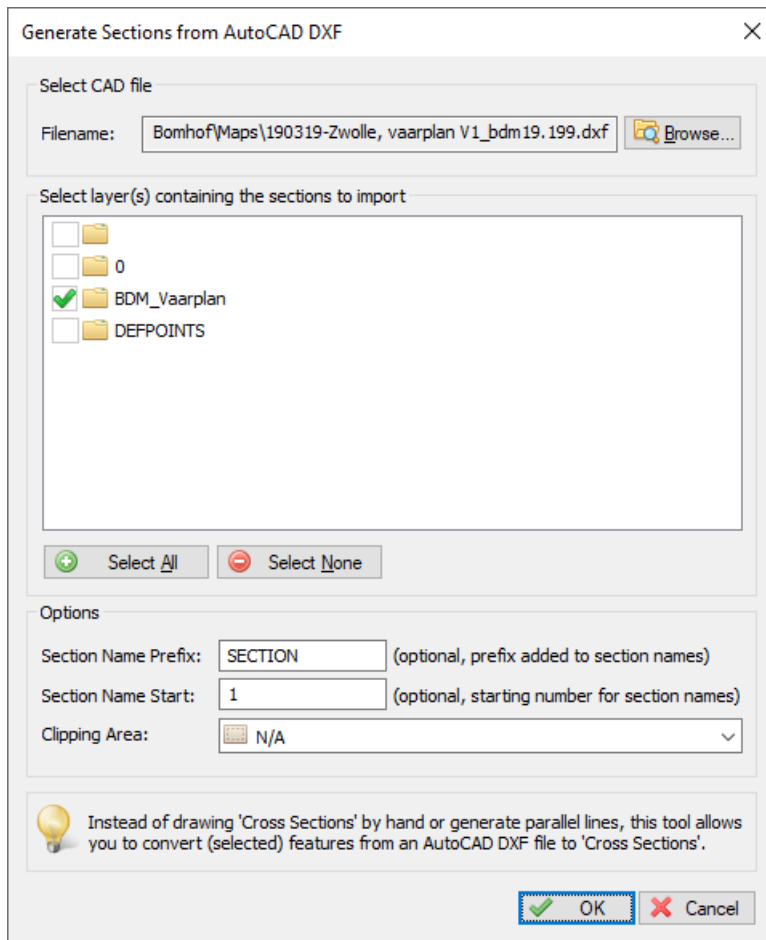 Generate Sections from AutoCAD DXF
Select CAD file
Filename: Bomhof\Maps\190319-Zwolle, vaarplan V1_bdm19.199.dxf Browse...
Select layer(s) containing the sections to import
0
BDM_Vaarplan
DEFPOINTS
Select All Select None
Options
Section Name Prefix: SECTION (optional, prefix added to section names)
Section Name Start: 1 (optional, starting number for section names)
Clipping Area: N/A
Instead of drawing 'Cross Sections' by hand or generate parallel lines, this tool allows
you to convert (selected) features from an AutoCAD DXF file to 'Cross Sections'.
OK Cancel